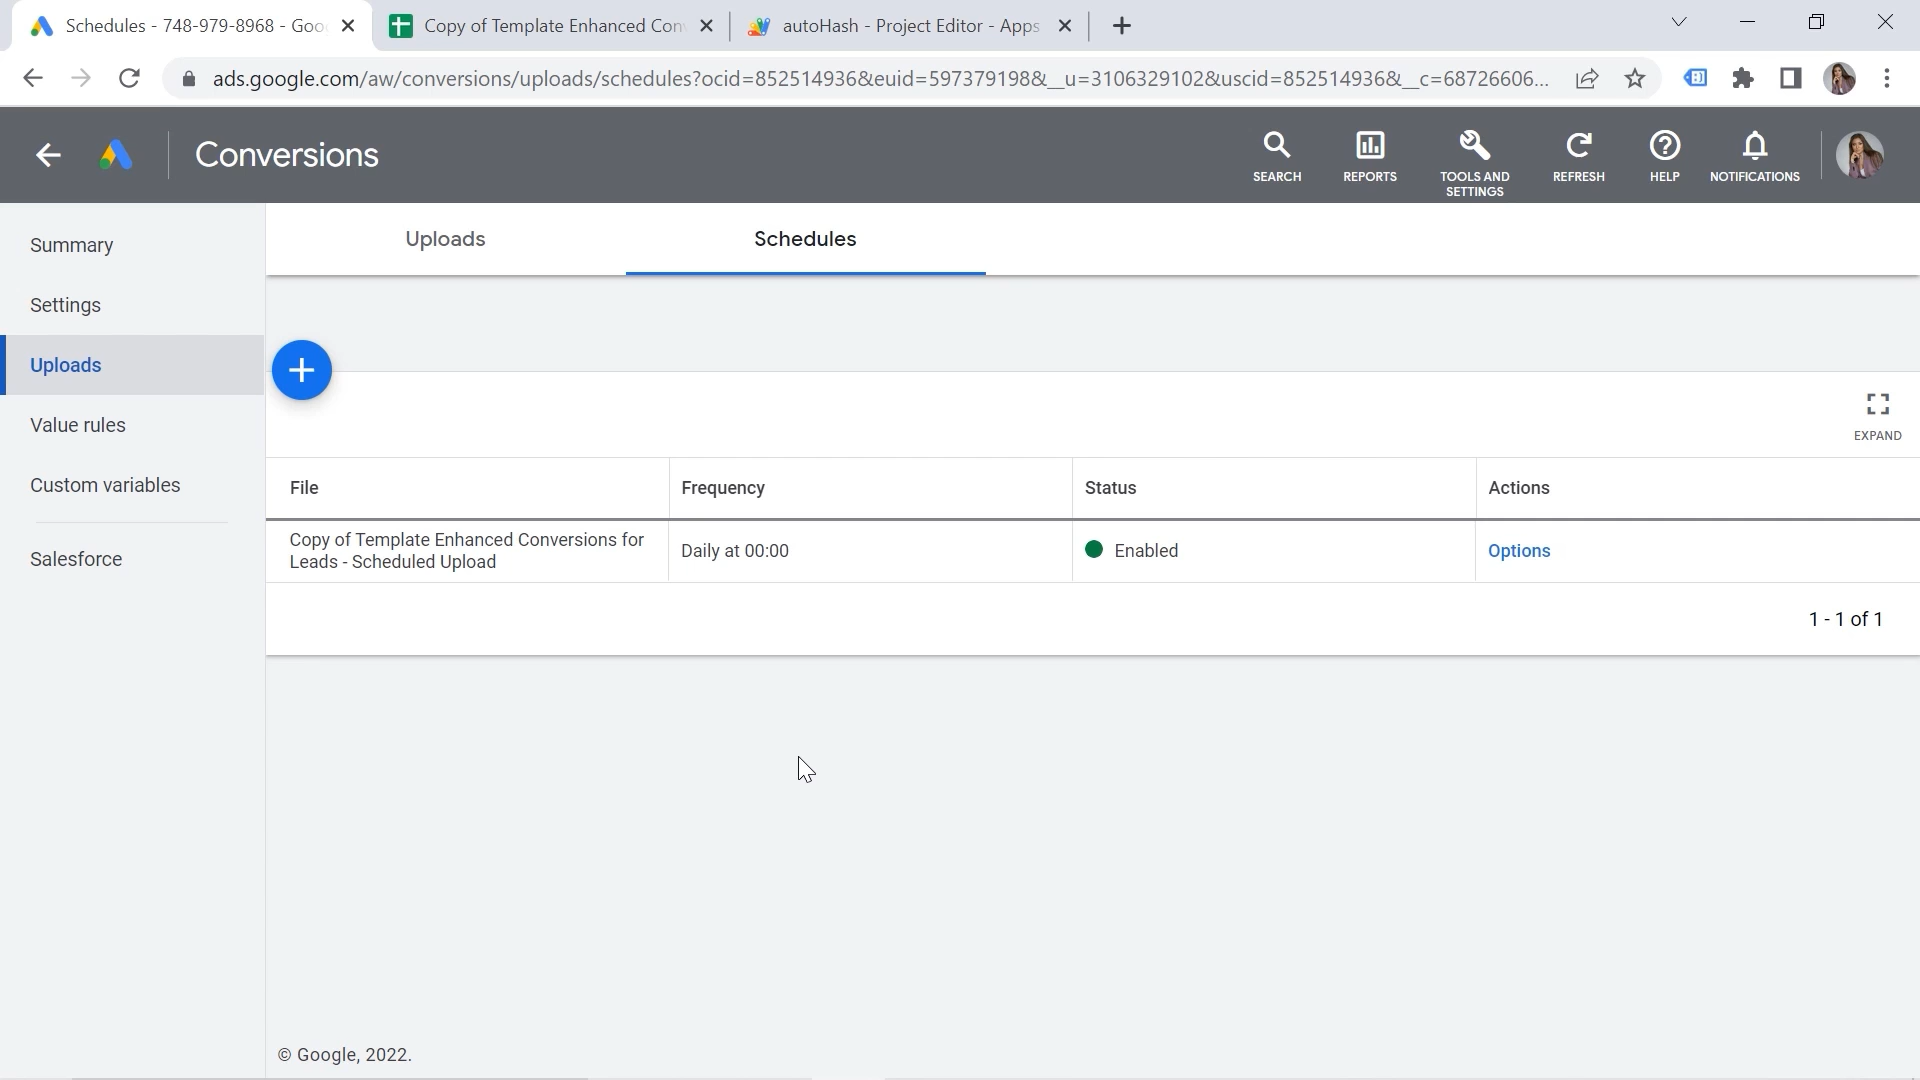 Schedules - 748-979-8968 - Goo
Copy of Template Enhanced Con
autoHash - Project Editor - Apps
ads.google.com/aw/conversions/uploads/schedules?ocid=852514936&euid=597379198&__u=3106329102&uscid=852514936&__c=68726606...
Conversions
SEARCH
REPORTS
TOOLS AND
SETTINGS
REFRESH
HELP
NOTIFICATIONS
Summary
Settings
Uploads
Value rules
Custom variables
Salesforce
Uploads
Schedules
EXPAND
File
Frequency
Status
Actions
Copy of Template Enhanced Conversions for
Leads - Scheduled Upload
Daily at 00:00
Enabled
Options
1 - 1 of 1
© Google, 2022.